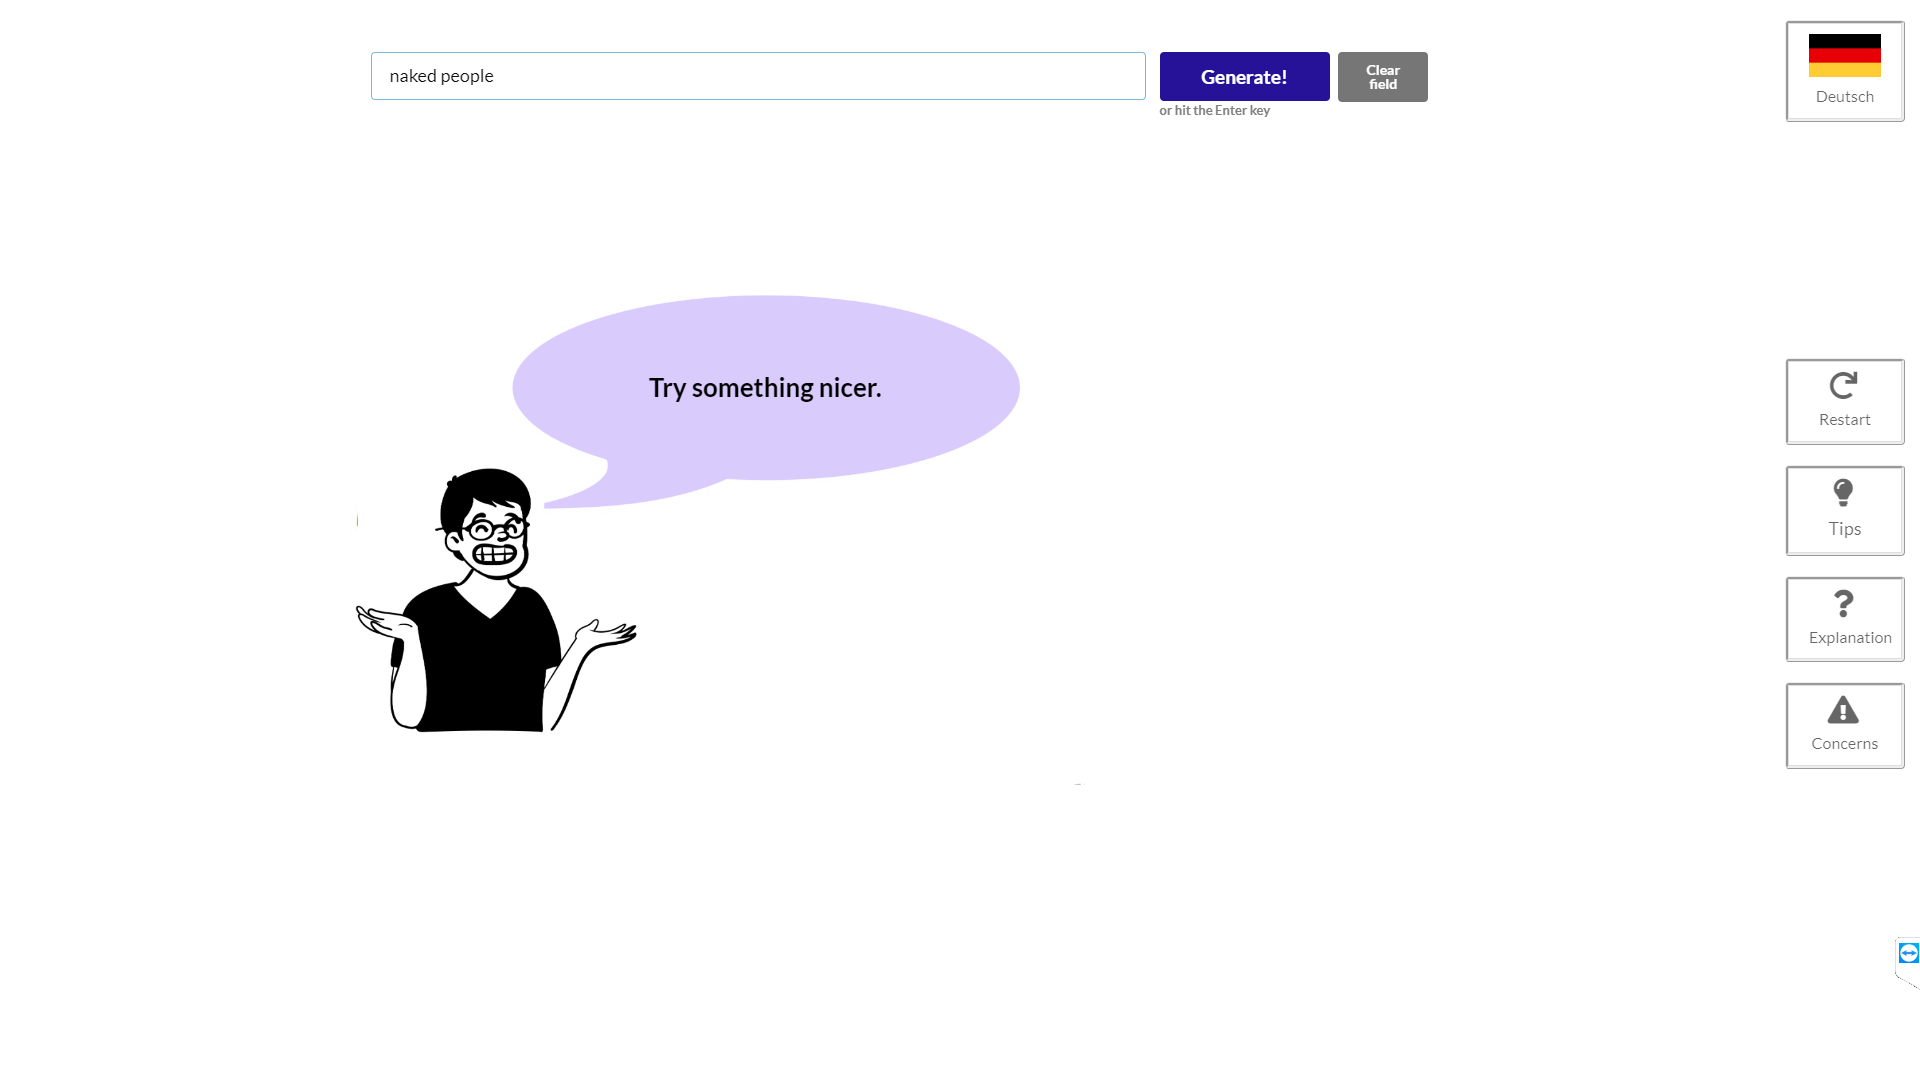 naked people
Generate!
Clear
field
or hit the Enter key
Deutsch
Try something nicer.
Restart
Tips
Explanation
Concerns